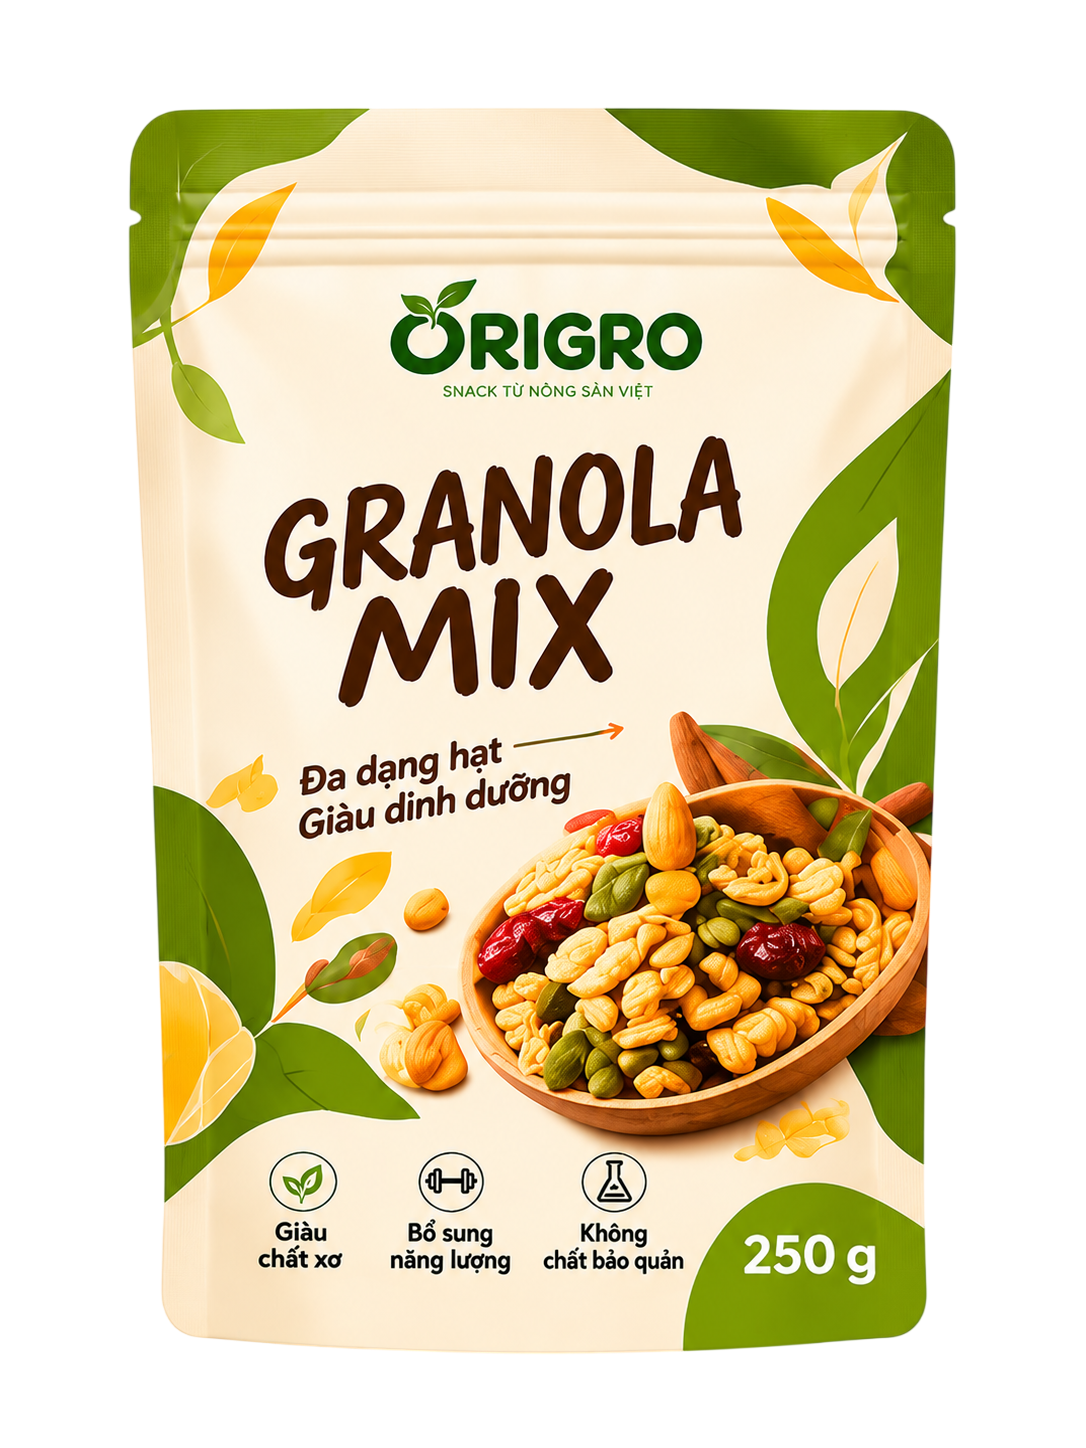 ORIGRO
SNACK TỪ NÔNG SẢN VIỆT
GRANOLA
MIX
Đa dạng hạt
Giàu dinh dưỡng
Giàu
chất xơ
Bổ sung
năng lượng
Không
chất bảo quản
250 g